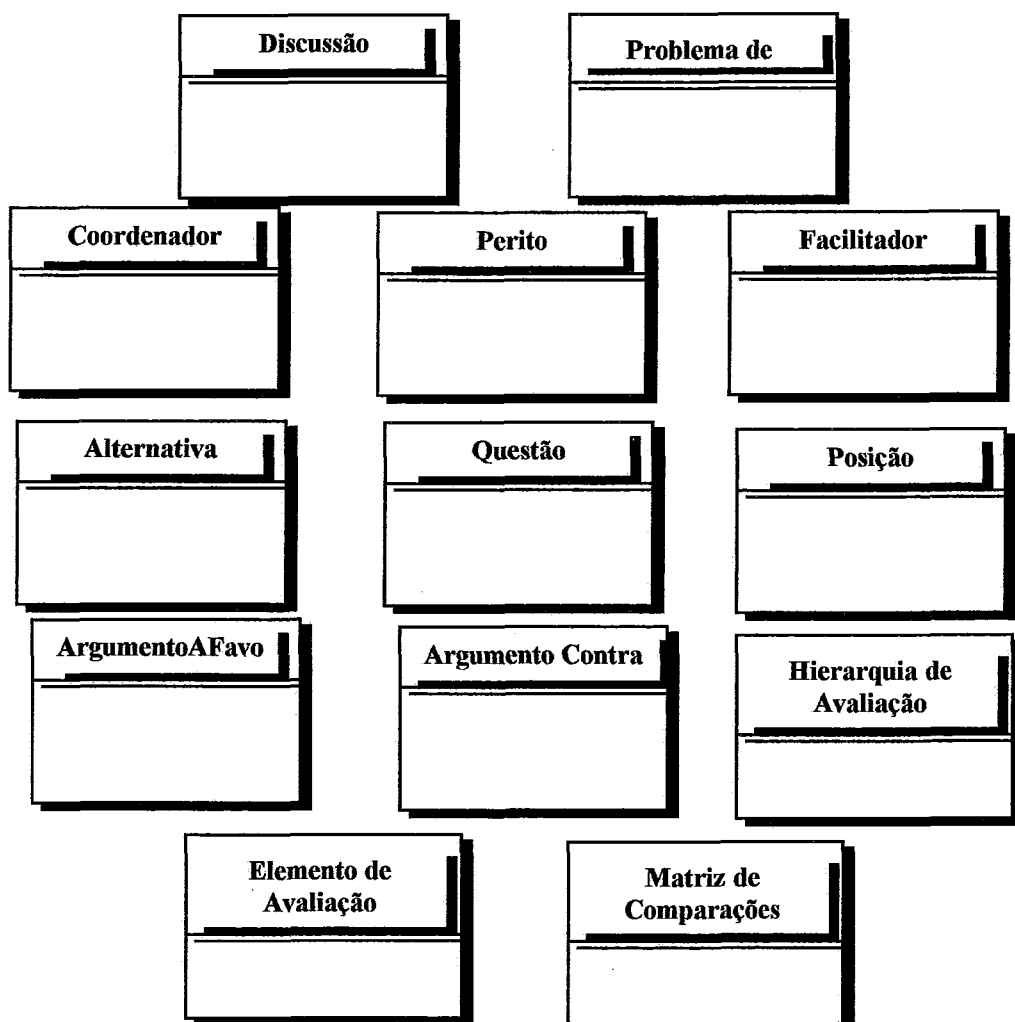 Discussão
Problema de
Coordenador
Perito
Facilitador
Alternativa
Questão
Posição
ArgumentoAFavo
Argumento Contra
Hierarquia de
Avaliação
Elemento de
Avaliação
Matriz de
Comparações